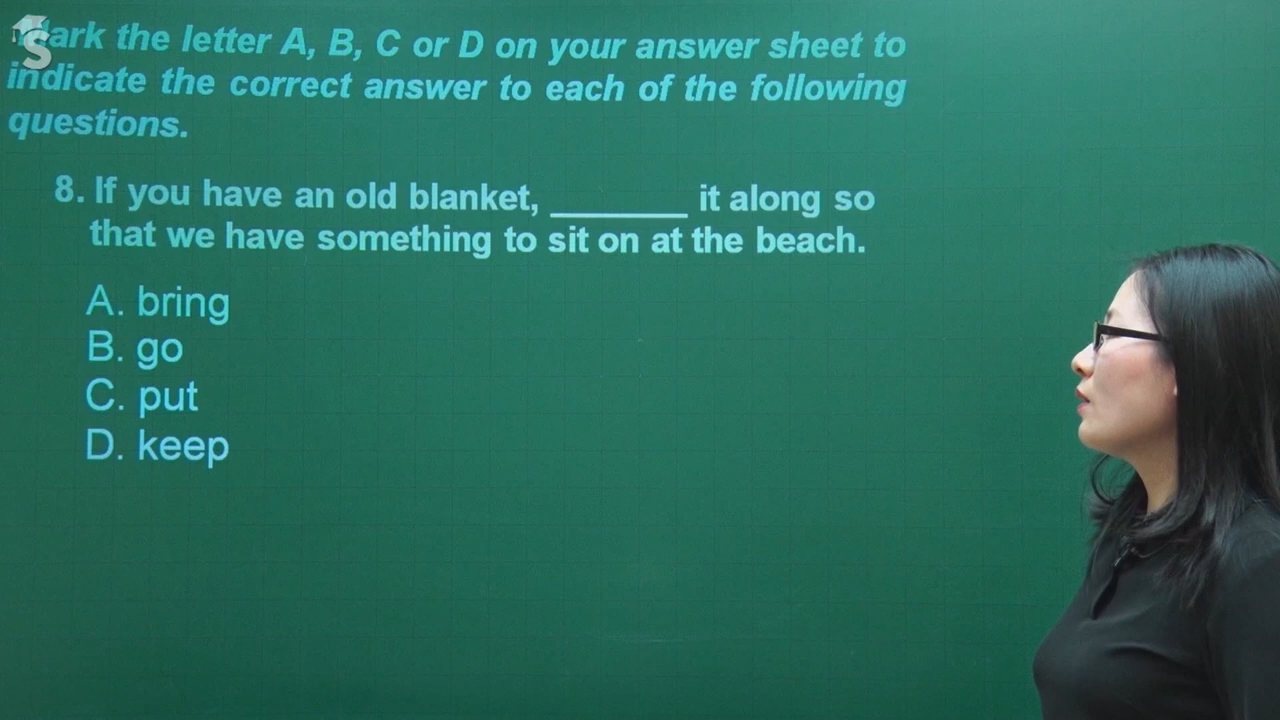 Mark the letter A, B, C or D on your answer sheet to
indicate the correct answer to each of the following
questions.
8. If you have an old blanket, ________ it along so
that we have something to sit on at the beach.
A. bring
B. go
C. put
D. keep
S